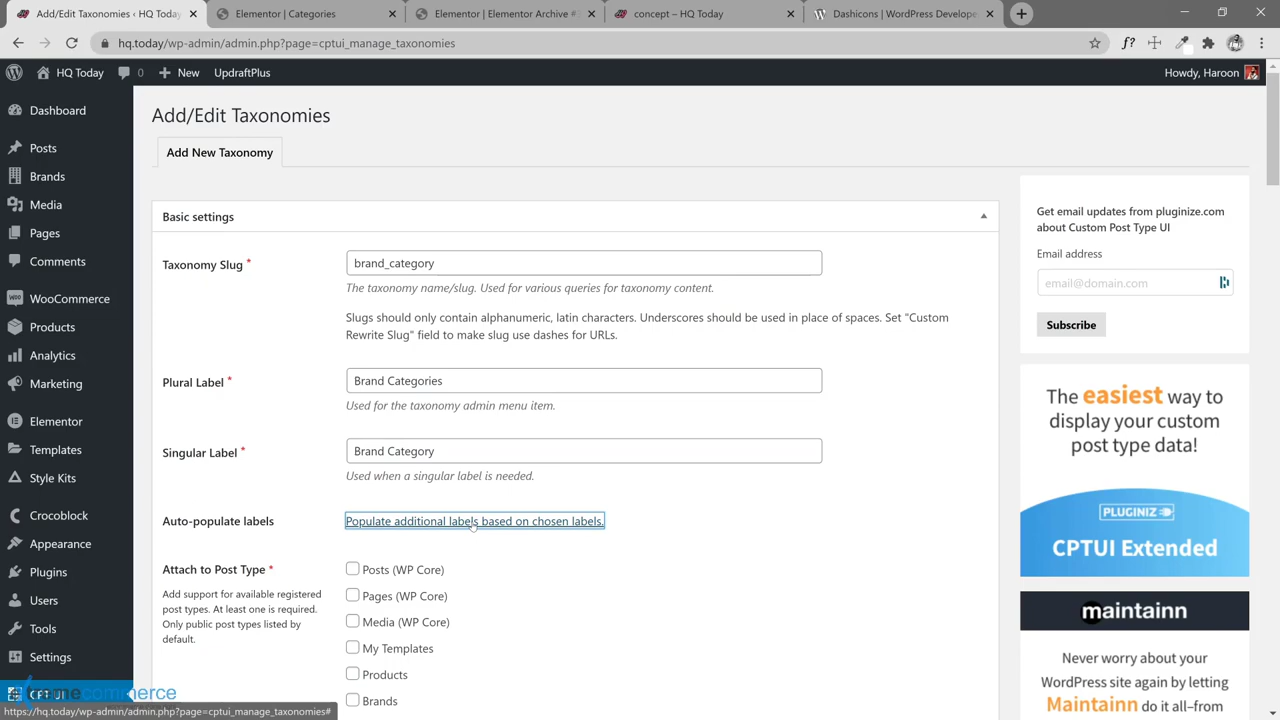 Add/Edit Taxonomies ‹ HQ Today
Elementor | Categories
Elementor | Elementor Archive #
concept – HQ Today
Dashicons | WordPress Develope
hq.today/wp-admin/admin.php?page=cptui_manage_taxonomies
f?
HQ Today
0
New
UpdraftPlus
Howdy, Haroon
Dashboard
Posts
Brands
Media
Pages
Comments
WooCommerce
Products
Analytics
Marketing
Elementor
Templates
Style Kits
Crocoblock
Appearance
Plugins
Users
Tools
Settings
CPT UI
commerce
Add/Edit Taxonomies
Add New Taxonomy
Basic settings
Taxonomy Slug *
brand_category
The taxonomy name/slug. Used for various queries for taxonomy content.
Slugs should only contain alphanumeric, latin characters. Underscores should be used in place of spaces. Set "Custom
Rewrite Slug" field to make slug use dashes for URLs.
Plural Label *
Brand Categories
Used for the taxonomy admin menu item.
Singular Label *
Brand Category
Used when a singular label is needed.
Auto-populate labels
Populate additional labels based on chosen labels.
Attach to Post Type *
Add support for available registered
post types. At least one is required.
Only public post types listed by
default.
Posts (WP Core)
Pages (WP Core)
Media (WP Core)
My Templates
Products
Brands
Get email updates from pluginize.com
about Custom Post Type UI
Email address
email@domain.com
Subscribe
The easiest way to
display your custom
post type data!
PLUGINIZE
CPTUI Extended
maintainn
Never worry about your
WordPress site again by letting
Maintainn do it all–from
https://hq.today/wp-admin/admin.php?page=cptui_manage_taxonomies#